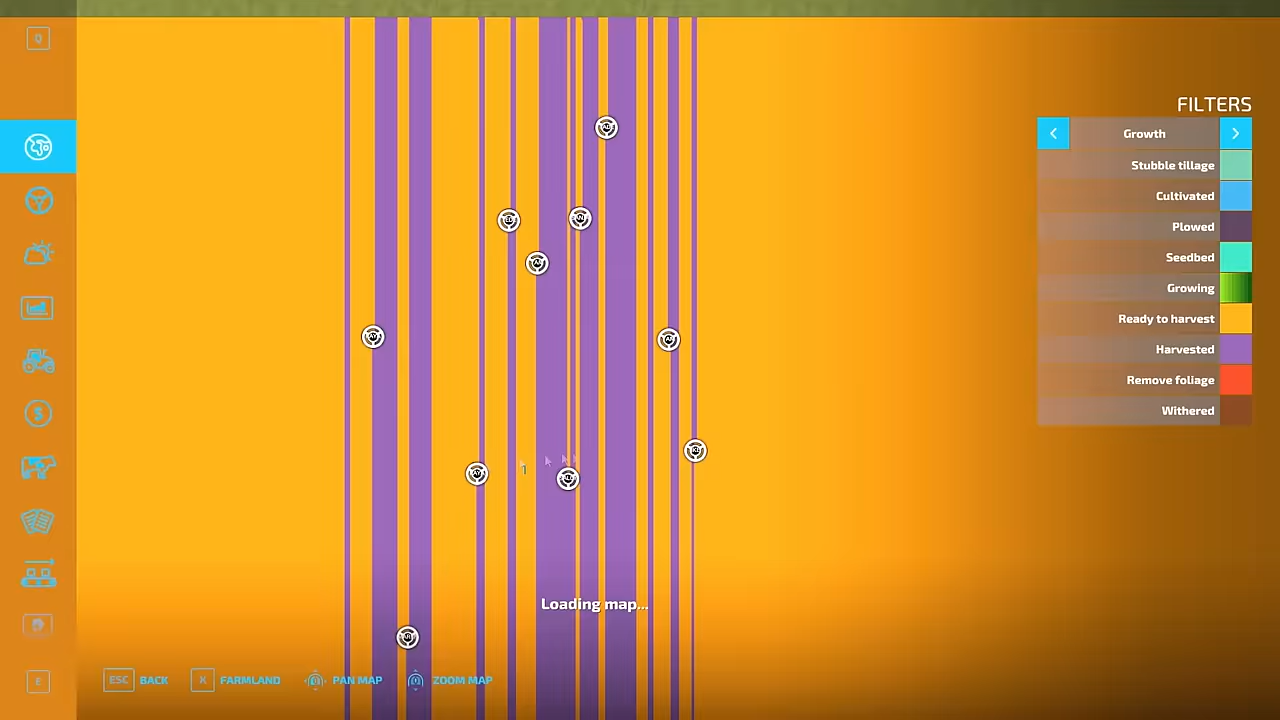 Q
FILTERS
Growth
Stubble tillage
Cultivated
Plowed
Seedbed
Growing
Ready to harvest
Harvested
Remove foliage
Withered
1
Loading map...
ESC BACK X FARMLAND PAN MAP ZOOM MAP
E